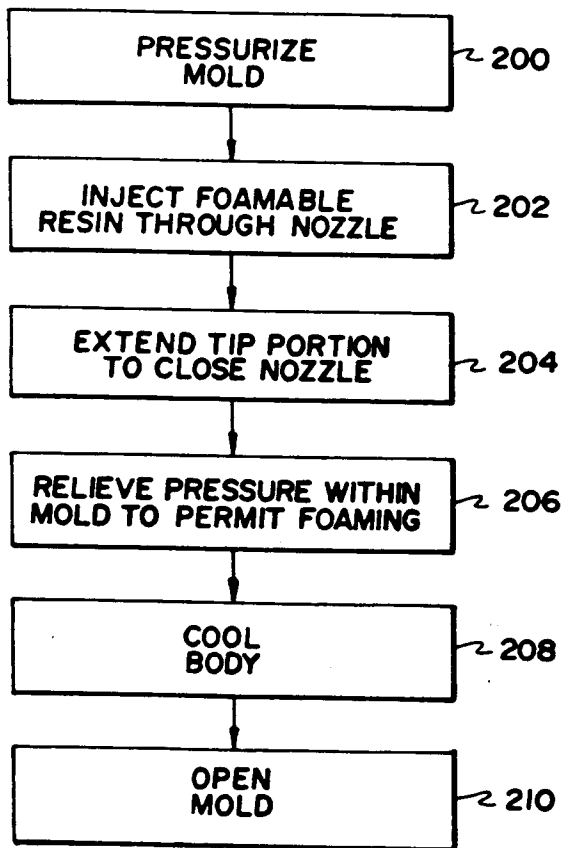 PRESSURIZE
MOLD
200
INJECT FOAMABLE
RESIN THROUGH NOZZLE
202
EXTEND TIP PORTION
TO CLOSE NOZZLE
204
RELIEVE PRESSURE WITHIN
MOLD TO PERMIT FOAMING
206
COOL
BODY
208
OPEN
MOLD
210